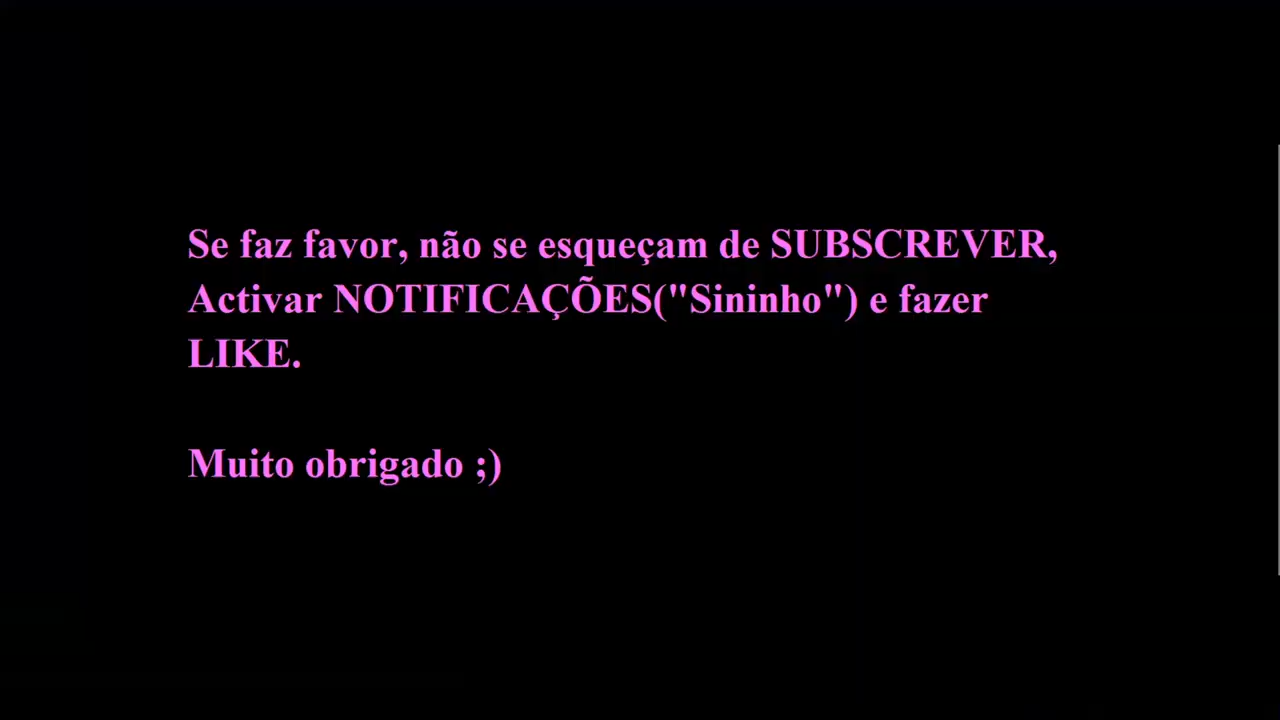 Se faz favor, não se esqueçam de SUBSCREVER,
Activar NOTIFICAÇÕES("Sininho") e fazer
LIKE.
Muito obrigado ;)